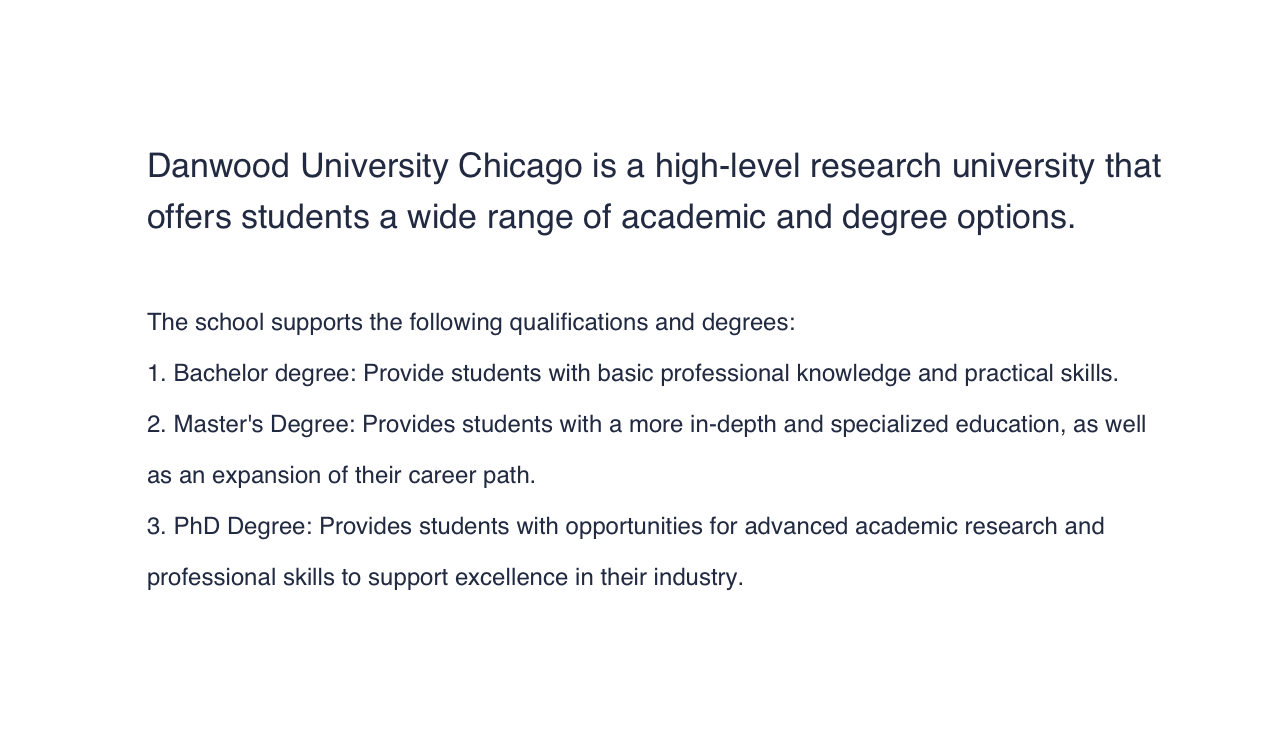 Danwood University Chicago is a high-level research university that
offers students a wide range of academic and degree options.
The school supports the following qualifications and degrees:
1. Bachelor degree: Provide students with basic professional knowledge and practical skills.
2. Master's Degree: Provides students with a more in-depth and specialized education, as well
as an expansion of their career path.
3. PhD Degree: Provides students with opportunities for advanced academic research and
professional skills to support excellence in their industry.